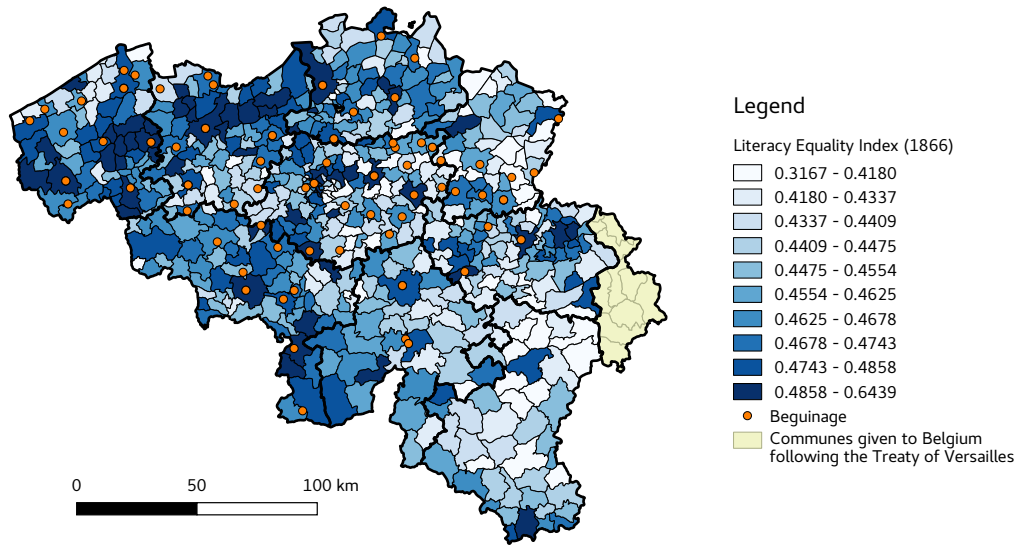 Legend
Literacy Equality Index (1866)
0.3167 - 0.4180
0.4180 - 0.4337
0.4337 - 0.4409
0.4409 - 0.4475
0.4475 - 0.4554
0.4554 - 0.4625
0.4625 - 0.4678
0.4678 - 0.4743
0.4743 - 0.4858
0.4858 - 0.6439
Beguinage
Communes given to Belgium
following the Treaty of Versailles
0 50 100 km